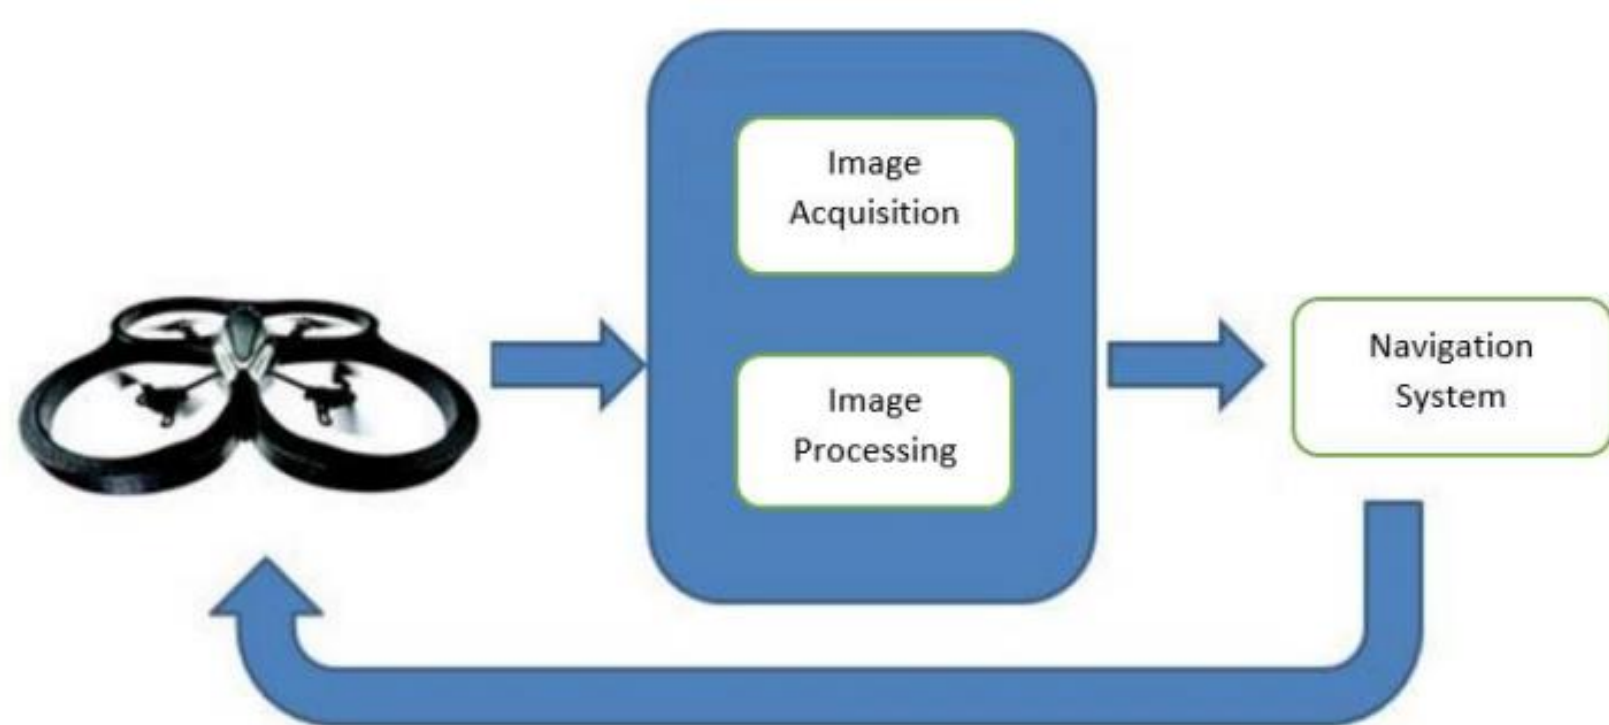 Image
Acquisition
Image
Processing
Navigation
System